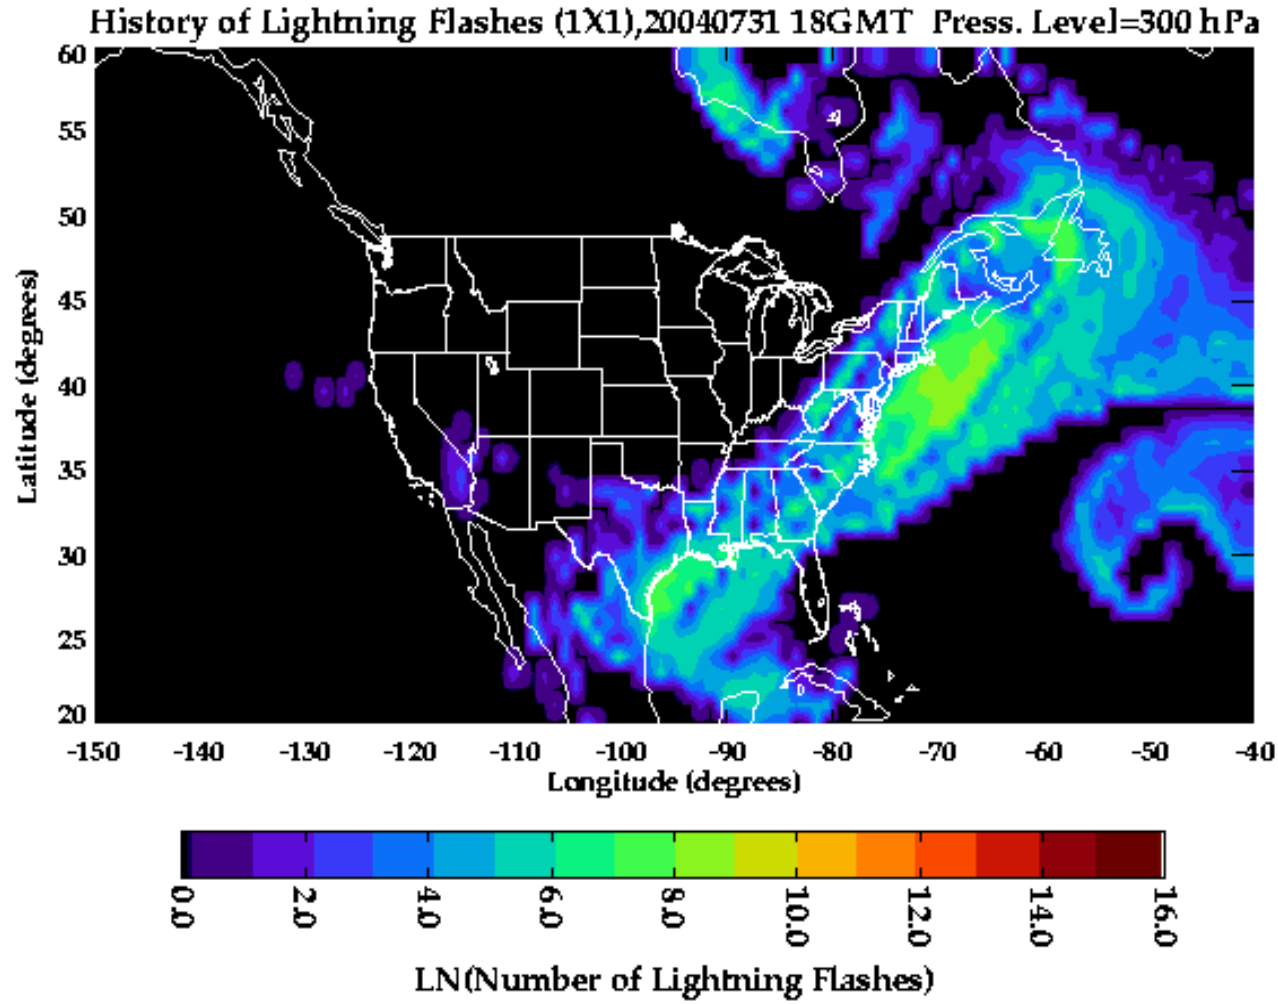 History of Lightning Flashes (1X1),20040731 18GMT Press. Level=300 hPa
60
55
50
45
40
35
30
25
20
Latitude (degrees)
-150 -140 -130 -120 -110 -100 -90 -80 -70 -60 -50 -40
Longitude (degrees)
0.0 2.0 4.0 6.0 8.0 10.0 12.0 14.0 16.0
LN(Number of Lightning Flashes)